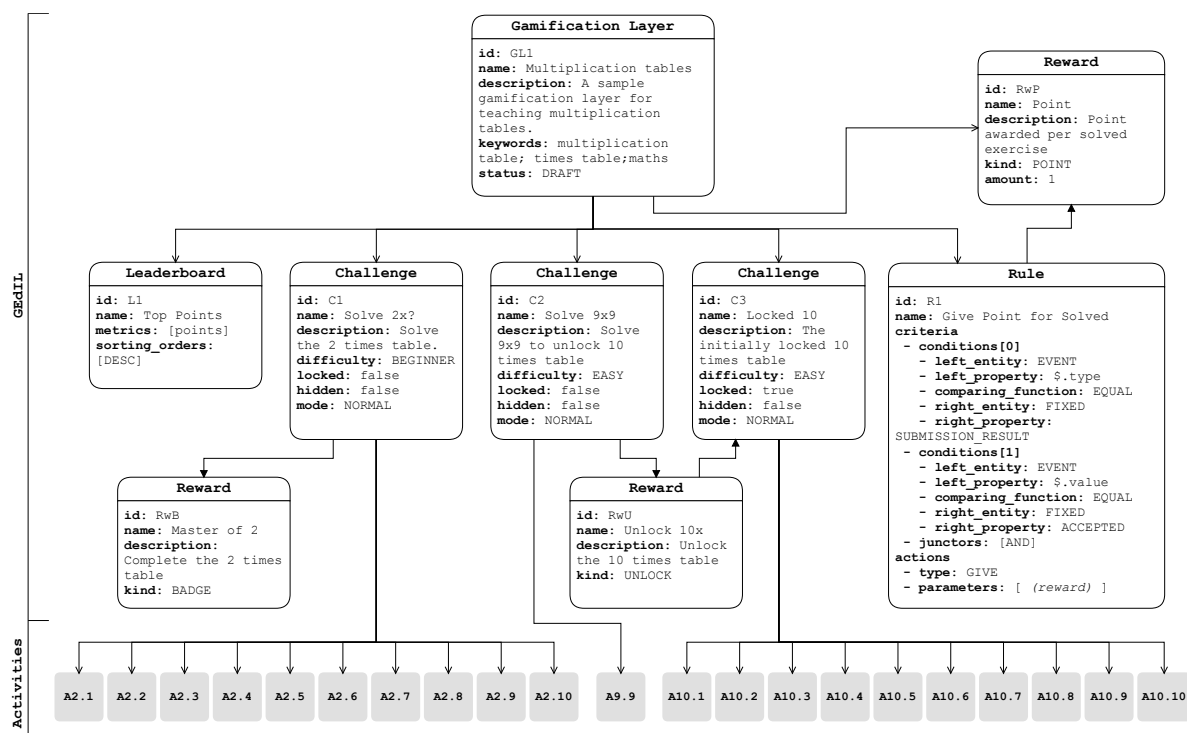 GEdIL
Activities
Gamification Layer
id: GL1
name: Multiplication tables
description: A sample
gamification layer for
teaching multiplication
tables.
keywords: multiplication
table; times table;maths
status: DRAFT
Reward
id: RwP
name: Point
description: Point
awarded per solved
exercise
kind: POINT
amount: 1
Leaderboard
id: L1
name: Top Points
metrics: [points]
sorting_orders:
[DESC]
Challenge
id: C1
name: Solve 2x?
description: Solve
the 2 times table.
difficulty: BEGINNER
locked: false
hidden: false
mode: NORMAL
Challenge
id: C2
name: Solve 9x9
description: Solve
9x9 to unlock 10
times table
difficulty: EASY
locked: false
hidden: false
mode: NORMAL
Challenge
id: C3
name: Locked 10
description: The
initially locked 10
times table
difficulty: EASY
locked: true
hidden: false
mode: NORMAL
Rule
id: R1
name: Give Point for Solved
criteria
- conditions[0]
- left_entity: EVENT
- left_property: $.type
- comparing_function: EQUAL
- right_entity: FIXED
- right_property:
SUBMISSION_RESULT
- conditions[1]
- left_entity: EVENT
- left_property: $.value
- comparing_function: EQUAL
- right_entity: FIXED
- right_property: ACCEPTED
- junctors: [AND]
actions
- type: GIVE
- parameters: [ (reward) ]
Reward
id: RwB
name: Master of 2
description:
Complete the 2 times
table
kind: BADGE
Reward
id: RwU
name: Unlock 10x
description: Unlock
the 10 times table
kind: UNLOCK
A2.1
A2.2
A2.3
A2.4
A2.5
A2.6
A2.7
A2.8
A2.9
A2.10
A9.9
A10.1
A10.2
A10.3
A10.4
A10.5
A10.6
A10.7
A10.8
A10.9
A10.10